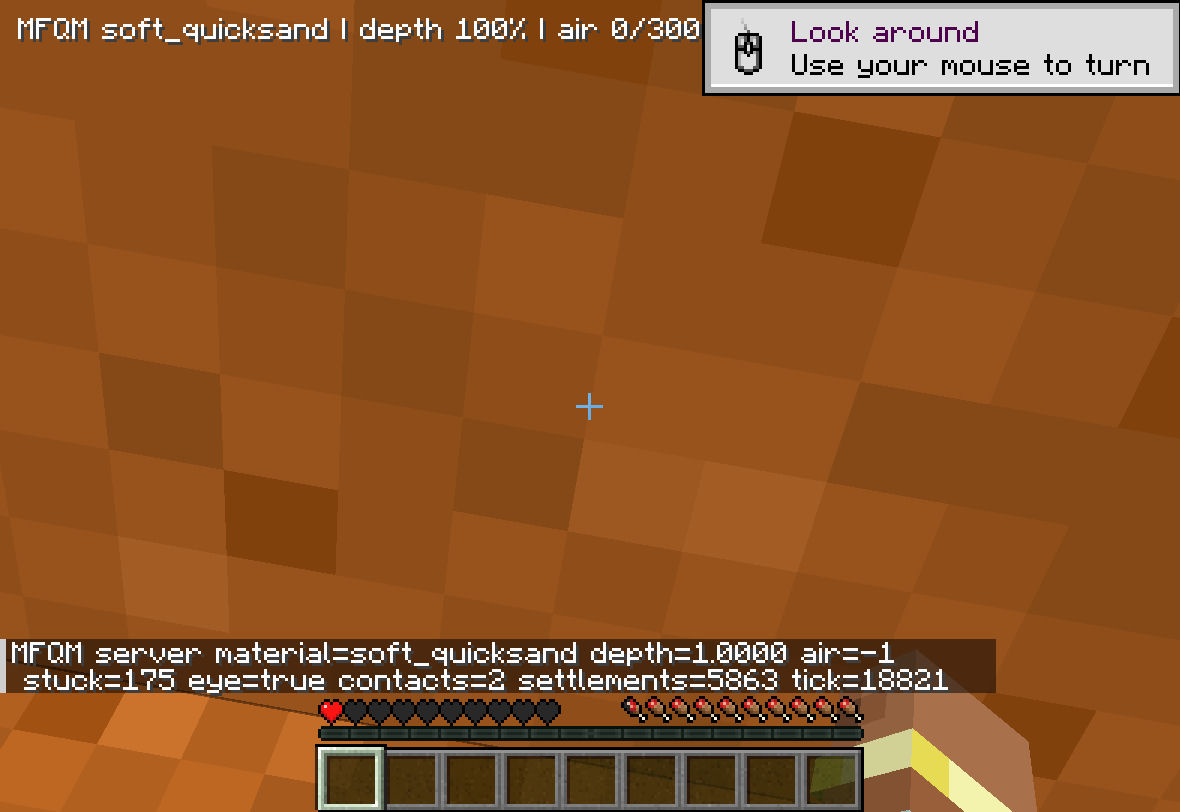 MFQM soft_quicksand | depth 100% | air 0/300
Look around
Use your mouse to turn
MFQM server material=soft_quicksand depth=1.0000 air=-1
stuck=175 eye=true contacts=2 settlements=5863 tick=18821